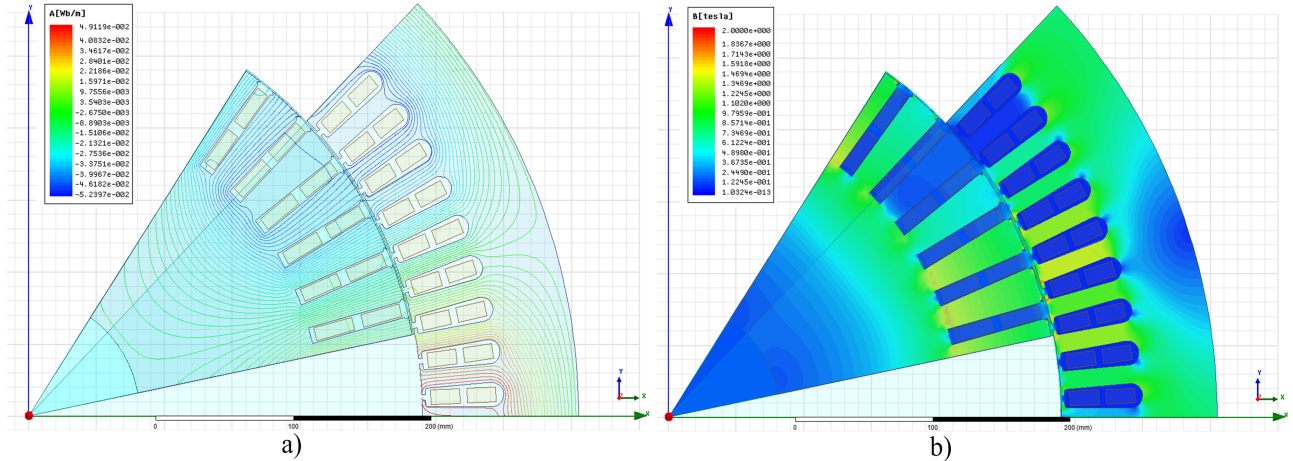 A[Wb/m]
4.9119e-002
4.0832e-002
3.4617e-002
2.8401e-002
2.2186e-002
1.5971e-002
9.7556e-003
3.5403e-003
-2.6750e-003
-8.8903e-003
-1.5106e-002
-2.1321e-002
-2.7536e-002
-3.3751e-002
-3.9967e-002
-4.6182e-002
-5.2397e-002
Y
Y
X
Z
X
0
100
200 (mm)
a)
B[tesla]
2.0000e+000
1.8367e+000
1.7143e+000
1.5918e+000
1.4694e+000
1.3469e+000
1.2245e+000
1.1020e+000
9.7959e-001
8.5714e-001
7.3469e-001
6.1224e-001
4.8980e-001
3.6735e-001
2.4490e-001
1.2245e-001
1.0324e-013
Y
Y
X
X
0
100
200 (mm)
b)